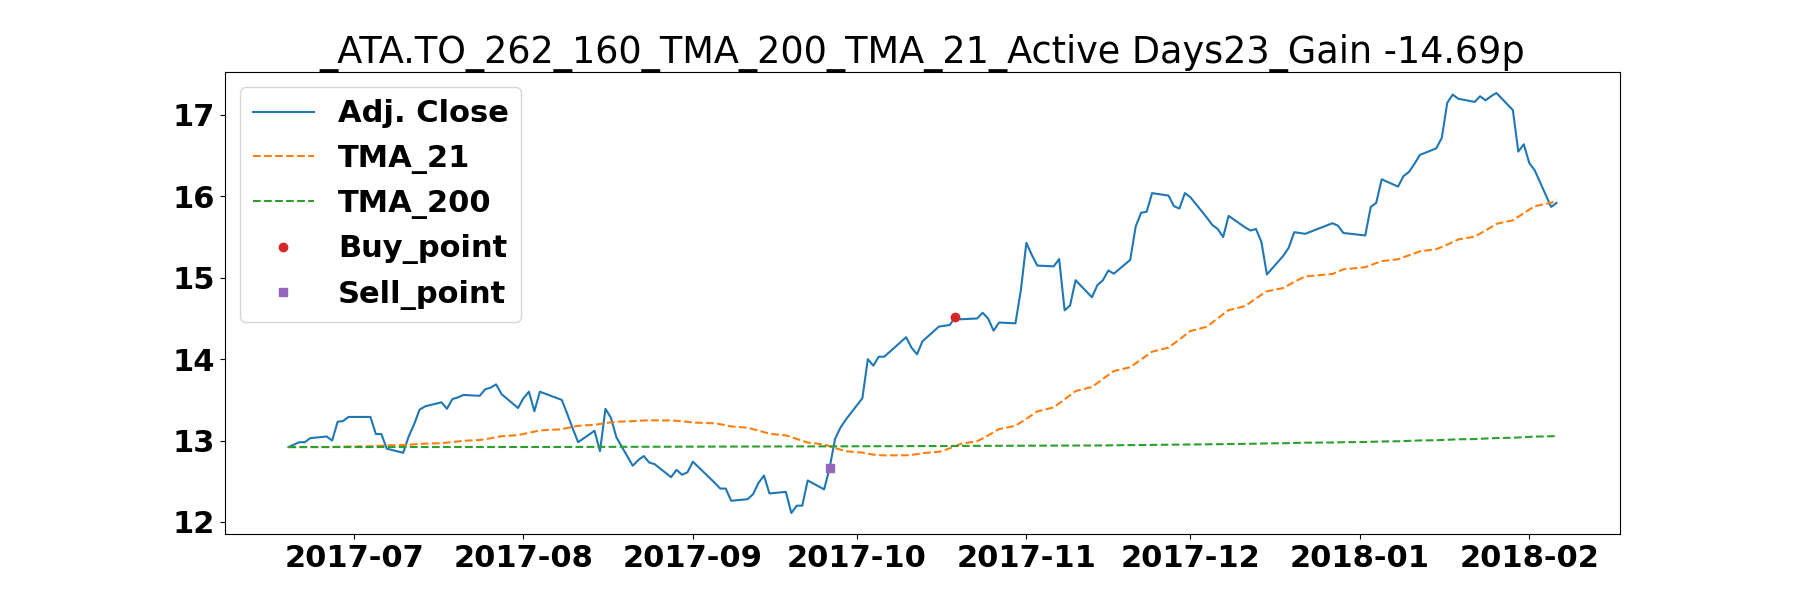 _ATA.TO_262_160_TMA_200_TMA_21_Active Days23_Gain -14.69p
Adj. Close
TMA_21
TMA_200
Buy_point
Sell_point
17
16
15
14
13
12
2017-07 2017-08 2017-09 2017-10 2017-11 2017-12 2018-01 2018-02